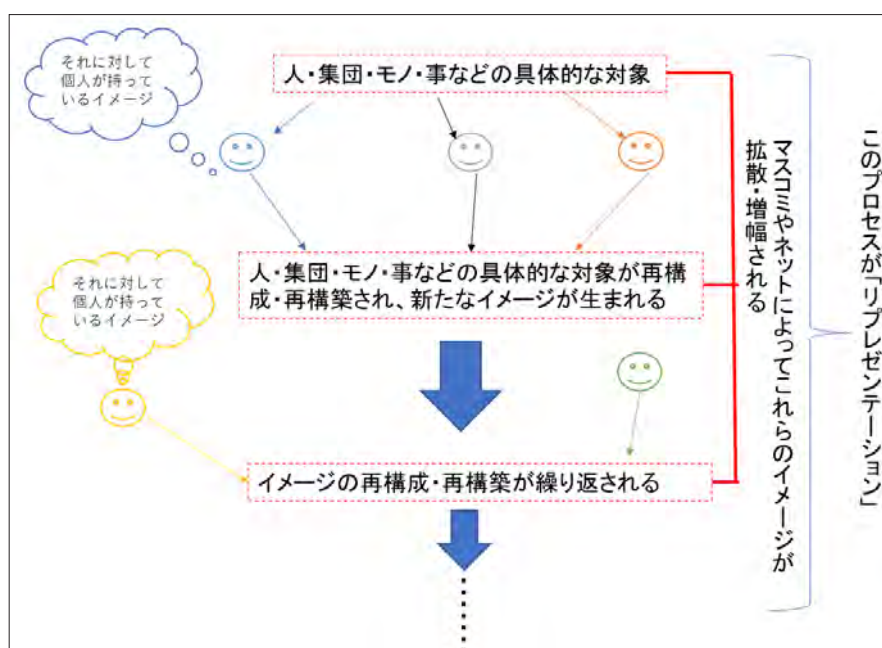 それに対して
個人が持って
いるイメージ
人・集団・モノ・事などの具体的な対象
人・集団・モノ・事などの具体的な対象が再構
成・再構築され、新たなイメージが生まれる
それに対して
個人が持って
いるイメージ
イメージの再構成・再構築が繰り返される
マスコミやネットによってこれらのイメージが
拡散・増幅される
このプロセスが「リプレゼンテーション」